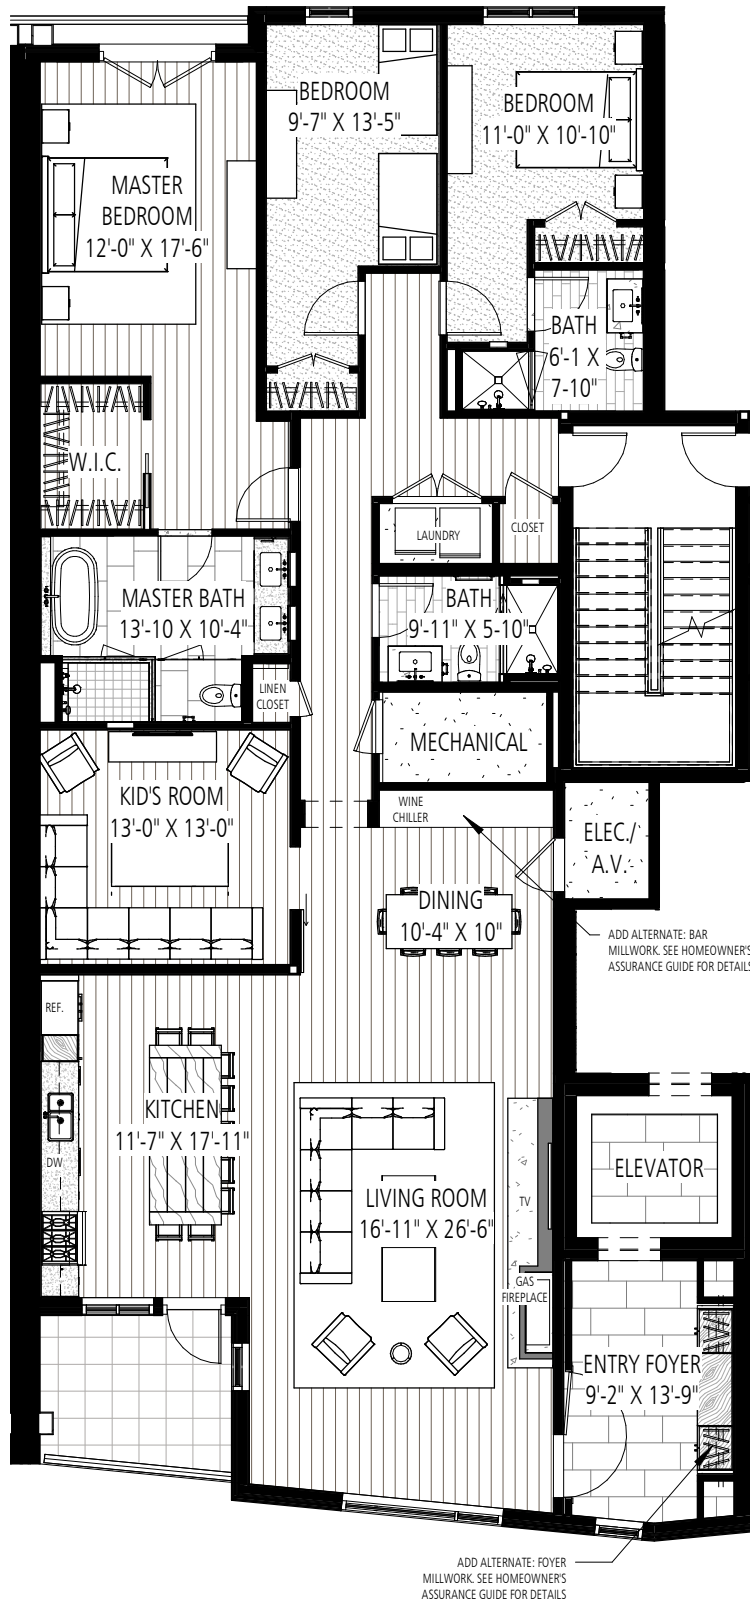 BEDROOM
9'-7" X 13'-5"
BEDROOM
11'-0" X 10'-10"
MASTER
BEDROOM
12'-0" X 17'-6"
BATH
6'-1 X
7-10"
W.I.C.
LAUNDRY
CLOSET
MASTER BATH
13'-10 X 10'-4"
BATH
9'-11" X 5-10"
LINEN
CLOSET
MECHANICAL
KID'S ROOM
13'-0" X 13'-0"
WINE
CHILLER
ELEC./
A.V.
DINING
10'-4" X 10"
ADD ALTERNATE: BAR
MILLWORK. SEE HOMEOWNER'S
ASSURANCE GUIDE FOR DETAILS
REF.
KITCHEN
11'-7" X 17'-11"
DW
ELEVATOR
LIVING ROOM
16'-11" X 26'-6"
TV
GAS
FIREPLACE
ENTRY FOYER
9'-2" X 13'-9"
ADD ALTERNATE: FOYER
MILLWORK. SEE HOMEOWNER'S
ASSURANCE GUIDE FOR DETAILS